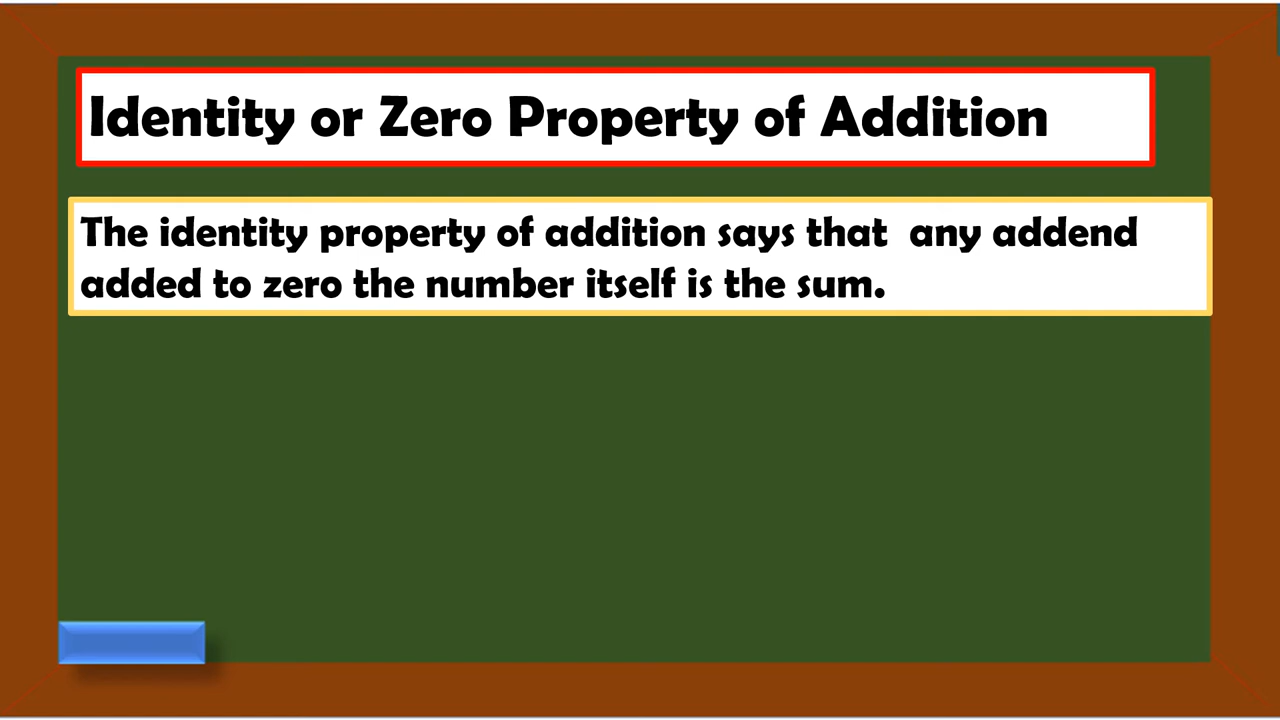 Identity or Zero Property of Addition
The identity property of addition says that  any addend
added to zero the number itself is the sum.